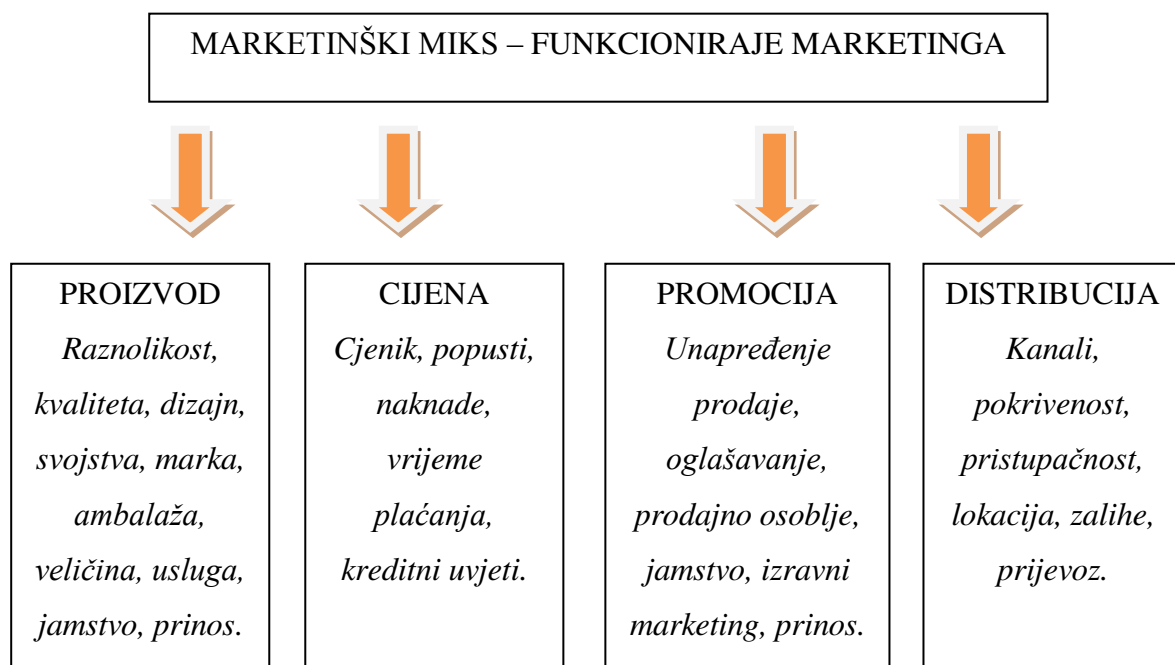 MARKETINŠKI MIKS – FUNKCIONIRAJE MARKETINGA
PROIZVOD
Raznolikost,
kvaliteta, dizajn,
svojstva, marka,
ambalaža,
veličina, usluga,
jamstvo, prinos.
CIJENA
Cjenik, popusti,
naknade,
vrijeme
plaćanja,
kreditni uvjeti.
PROMOCIJA
Unapređenje
prodaje,
oglašavanje,
prodajno osoblje,
jamstvo, izravni
marketing, prinos.
DISTRIBUCIJA
Kanali,
pokrivenost,
pristupačnost,
lokacija, zalihe,
prijevoz.